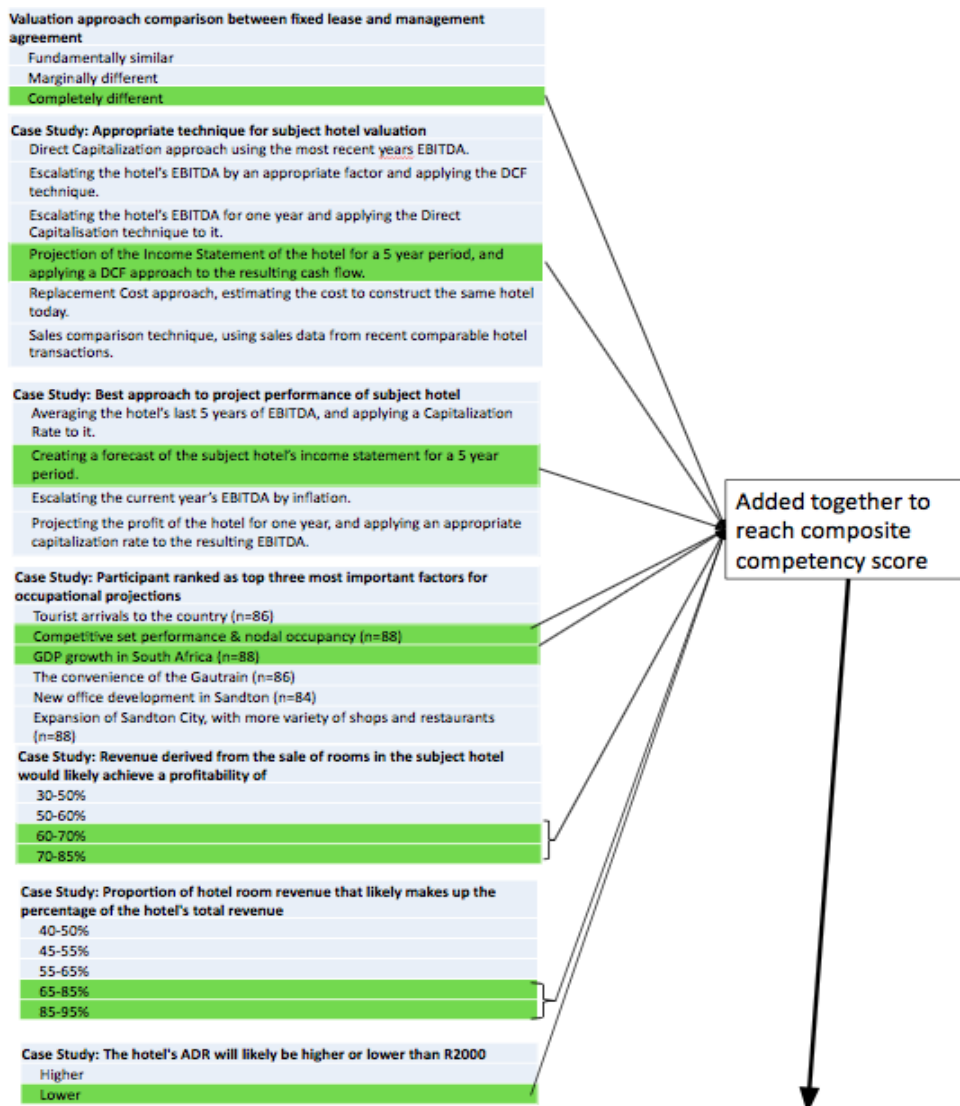 Valuation approach comparison between fixed lease and management
agreement
Fundamentally similar
Marginally different
Completely different
Case Study: Appropriate technique for subject hotel valuation
Direct Capitalization approach using the most recent years EBITDA.
Escalating the hotel's EBITDA by an appropriate factor and applying the DCF
technique.
Escalating the hotel's EBITDA for one year and applying the Direct
Capitalisation technique to it.
Projection of the Income Statement of the hotel for a 5 year period, and
applying a DCF approach to the resulting cash flow.
Replacement Cost approach, estimating the cost to construct the same hotel
today.
Sales comparison technique, using sales data from recent comparable hotel
transactions.
Case Study: Best approach to project performance of subject hotel
Averaging the hotel's last 5 years of EBITDA, and applying a Capitalization
Rate to it.
Creating a forecast of the subject hotel's income statement for a 5 year
period.
Escalating the current year's EBITDA by inflation.
Projecting the profit of the hotel for one year, and applying an appropriate
capitalization rate to the resulting EBITDA.
Added together to
reach composite
competency score
Case Study: Participant ranked as top three most important factors for
occupational projections
Tourist arrivals to the country (n=86)
Competitive set performance & nodal occupancy (n=88)
GDP growth in South Africa (n=88)
The convenience of the Gautrain (n=86)
New office development in Sandton (n=84)
Expansion of Sandton City, with more variety of shops and restaurants
(n=88)
Case Study: Revenue derived from the sale of rooms in the subject hotel
would likely achieve a profitability of
30-50%
50-60%
60-70%
70-85%
Case Study: Proportion of hotel room revenue that likely makes up the
percentage of the hotel's total revenue
40-50%
45-55%
55-65%
65-85%
85-95%
Case Study: The hotel's ADR will likely be higher or lower than R2000
Higher
Lower